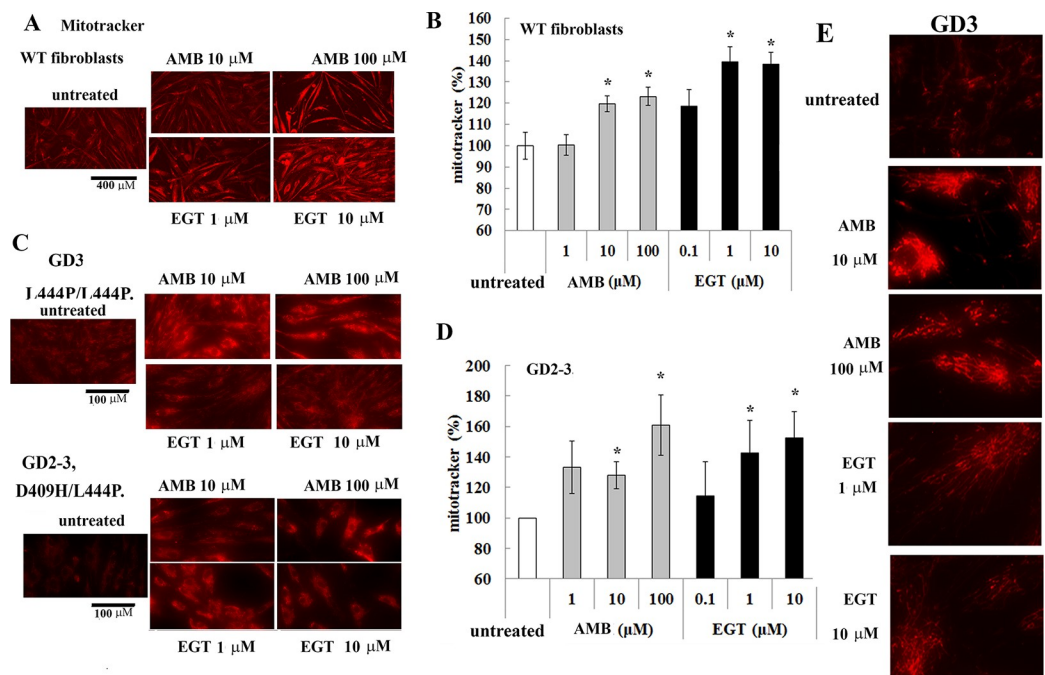 A
Mitotracker
WT fibroblasts
AMB 10 μM
AMB 100 μM
untreated
400 μM
EGT 1 μM
EGT 10 μM
B
WT fibroblasts
mitotracker (%)
160
150
140
130
120
110
100
90
80
70
60
*
*
*
*
1
10
100
0.1
1
10
untreated
AMB (μM)
EGT (μM)
C
GD3
L444P/L444P.
untreated
AMB 10 μM
AMB 100 μM
100 μM
EGT 1 μM
EGT 10 μM
GD2-3,
D409H/L444P.
untreated
AMB 10 μM
AMB 100 μM
100 μM
EGT 1 μM
EGT 10 μM
D
GD2-3
mitotracker (%)
200
180
160
140
120
100
80
60
*
*
*
*
1
10
100
0.1
1
10
untreated
AMB (μM)
EGT (μM)
E
GD3
untreated
AMB
10 μM
AMB
100 μM
EGT
1 μM
EGT
10 μM